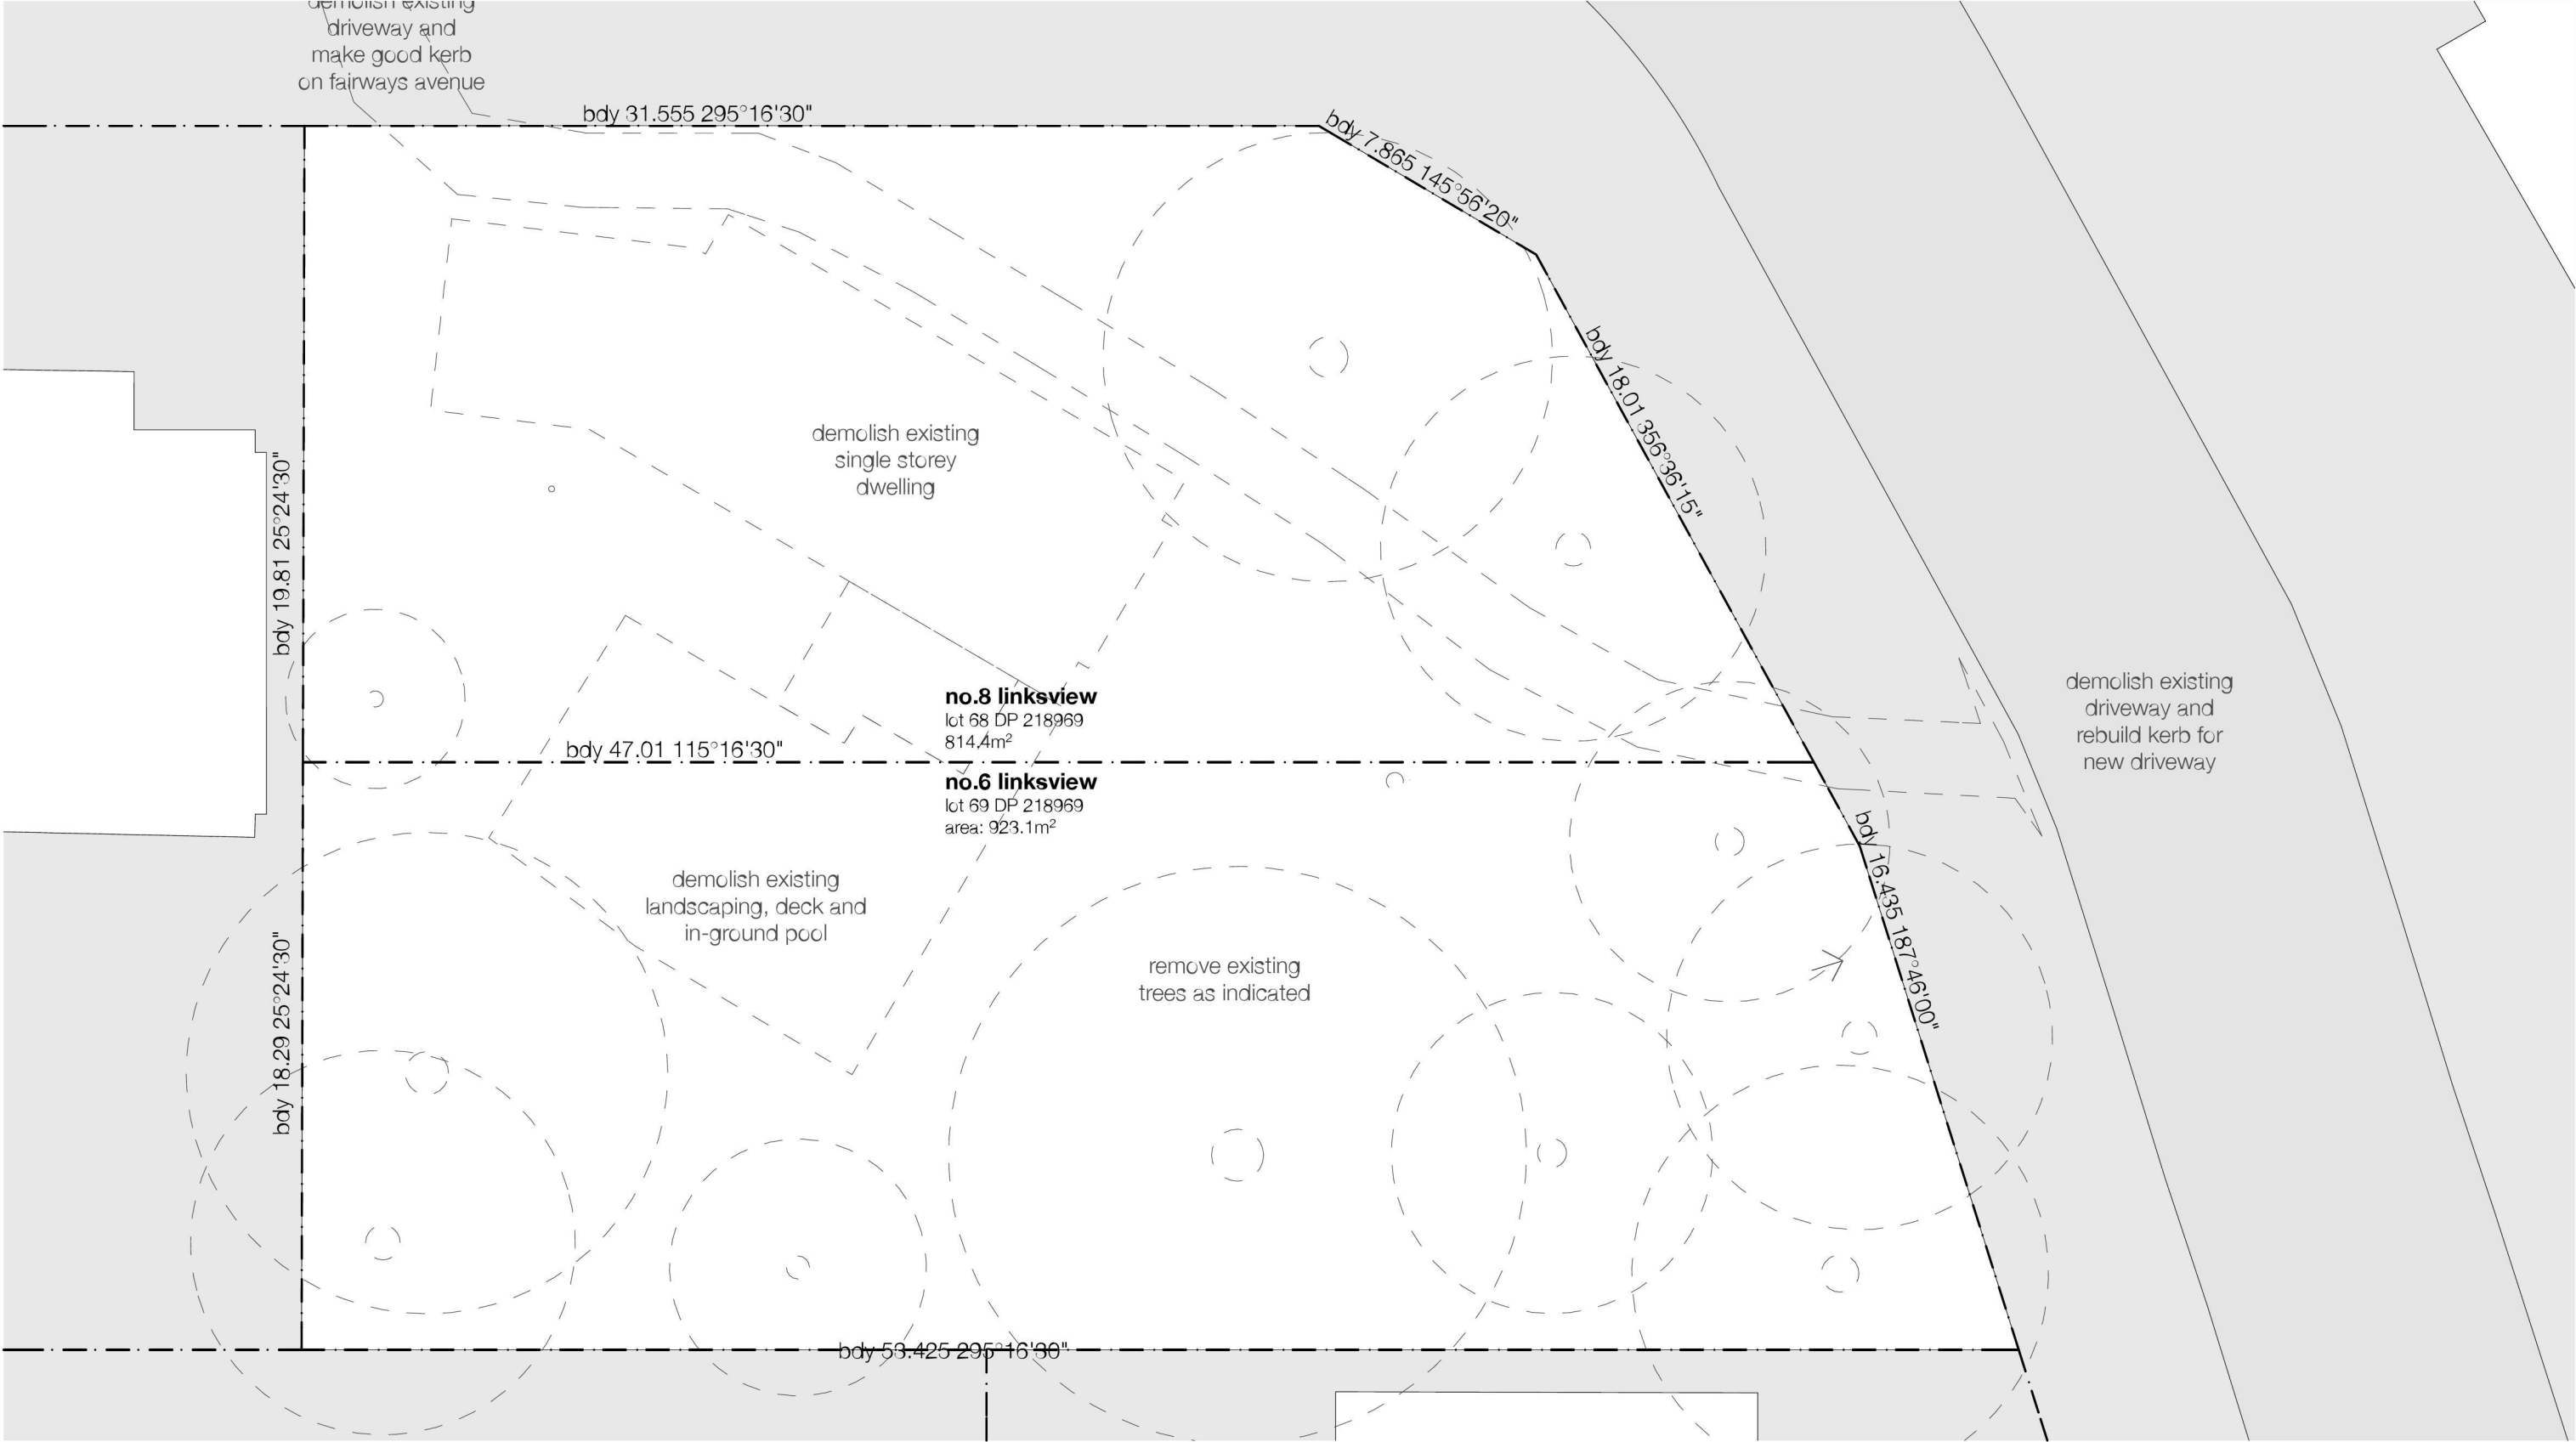 demolish existing
driveway and
make good kerb
on fairways avenue
bdy 31.555 295°16'30"
bdy 7.865 145°56'20"
bdy 18.01 356°36'15"
demolish existing
single storey
dwelling
bdy 19.81 25°24'30"
no.8 linksview
lot 68 DP 218969
814.4m²
bdy 47.01 115°16'30"
no.6 linksview
lot 69 DP 218969
area: 923.1m²
demolish existing
driveway and
rebuild kerb for
new driveway
bdy 16.435 187°46'00"
demolish existing
landscaping, deck and
in-ground pool
remove existing
trees as indicated
bdy 18.29 25°24'30"
bdy 53.425 295°16'30"